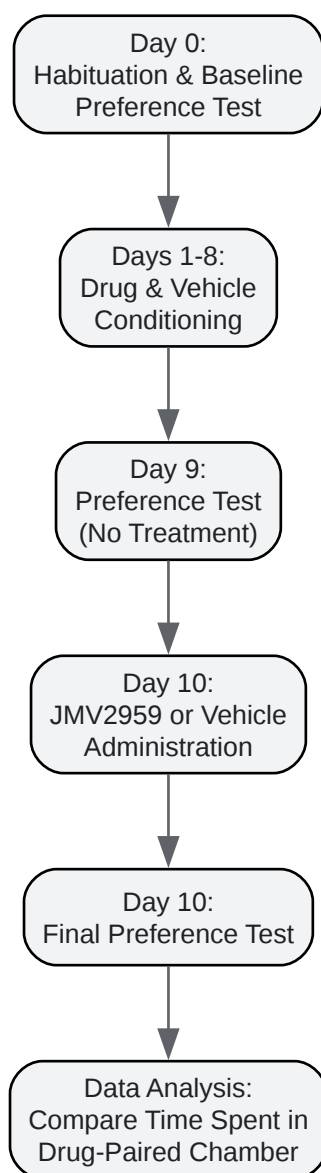 Day 0:
Habituation & Baseline
Preference Test
Days 1-8:
Drug & Vehicle
Conditioning
Day 9:
Preference Test
(No Treatment)
Day 10:
JMV2959 or Vehicle
Administration
Day 10:
Final Preference Test
Data Analysis:
Compare Time Spent in
Drug-Paired Chamber